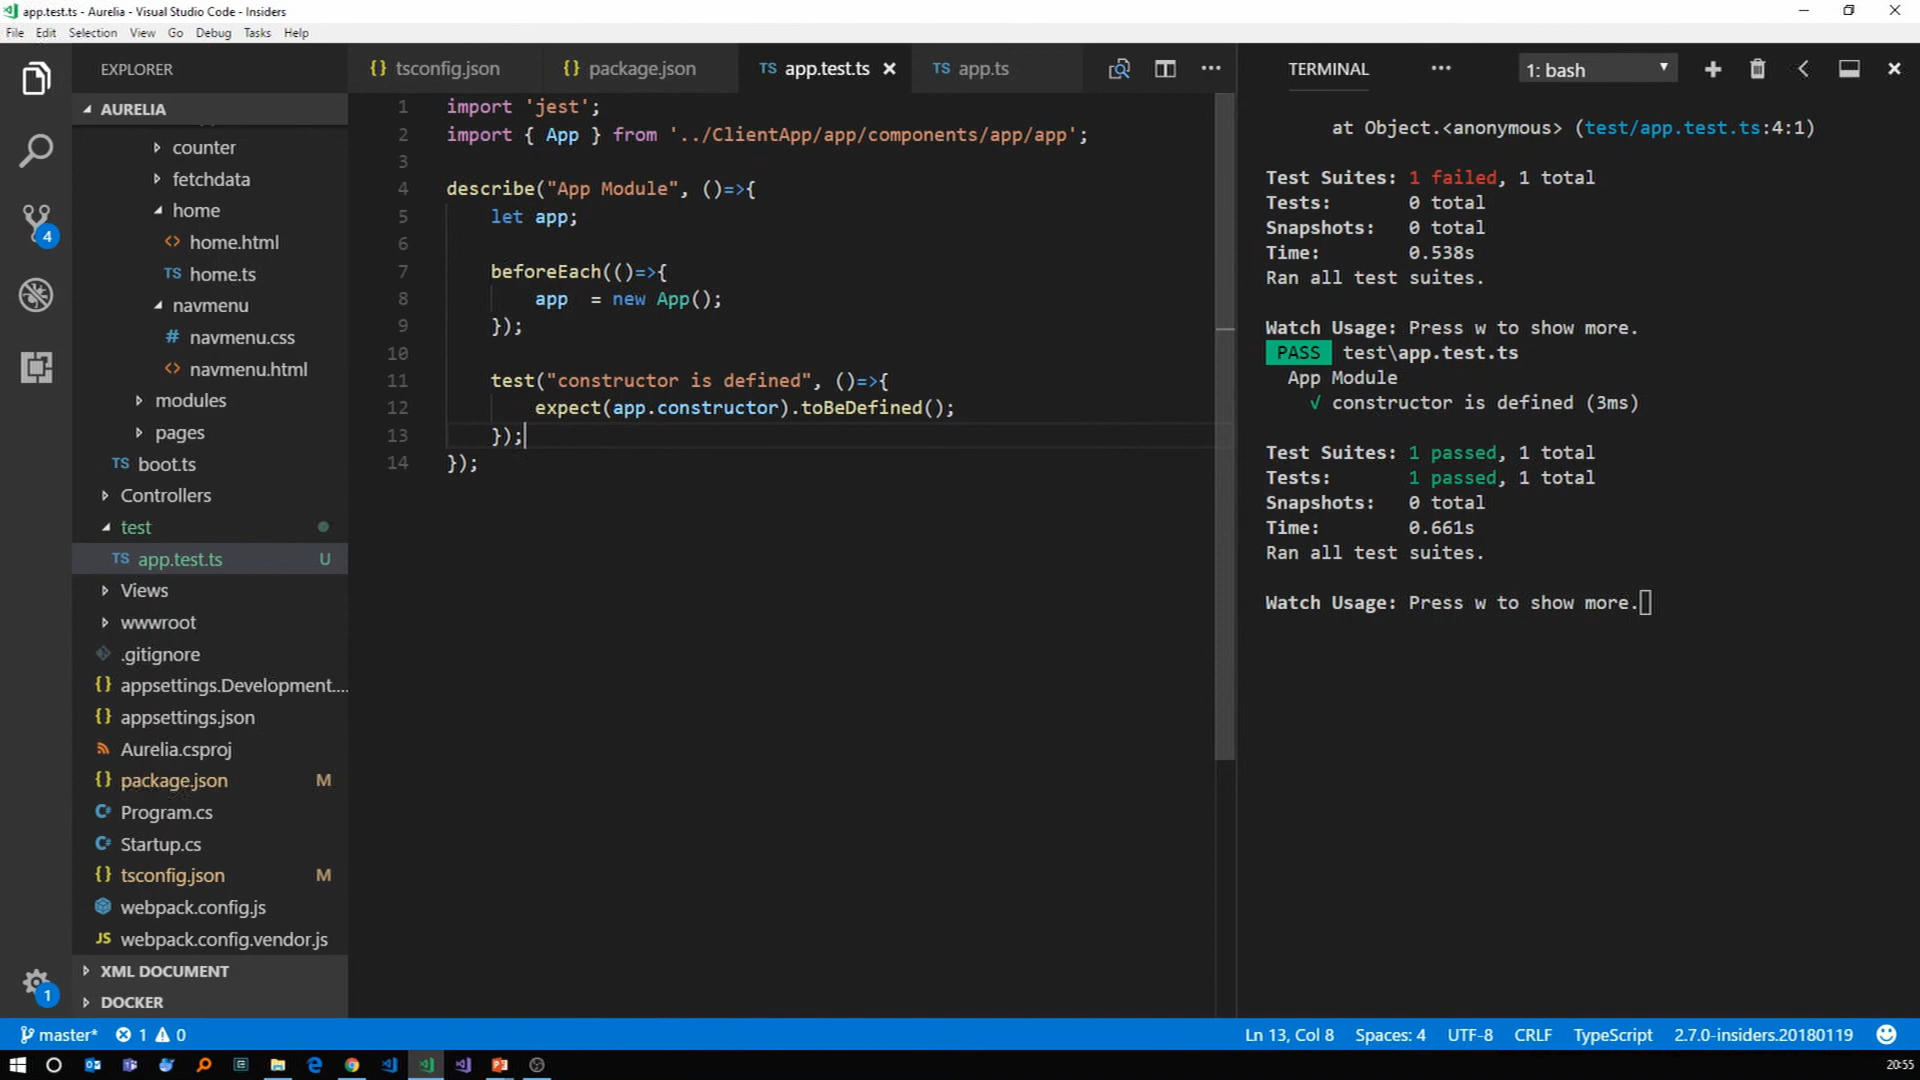 app.test.ts - Aurelia - Visual Studio Code - Insiders
File Edit Selection View Go Debug Tasks Help
EXPLORER
AURELIA
counter
fetchdata
home
<> home.html
TS home.ts
navmenu
# navmenu.css
<> navmenu.html
modules
pages
TS boot.ts
Controllers
test
TS app.test.ts U
Views
wwwroot
.gitignore
{} appsettings.Development....
{} appsettings.json
Aurelia.csproj
{} package.json M
Program.cs
Startup.cs
{} tsconfig.json M
webpack.config.js
JS webpack.config.vendor.js
XML DOCUMENT
DOCKER
4
1
{} tsconfig.json {} package.json TS app.test.ts × TS app.ts ...
1 import 'jest';
2 import { App } from '../ClientApp/app/components/app/app';
3
4 describe("App Module", ()=>{
5 let app;
6
7 beforeEach(()=>{
8 app  = new App();
9 });
10
11 test("constructor is defined", ()=>{
12 expect(app.constructor).toBeDefined();
13 });
14 });
TERMINAL ... 1: bash
at Object.<anonymous> (test/app.test.ts:4:1)
Test Suites: 1 failed, 1 total
Tests: 0 total
Snapshots: 0 total
Time: 0.538s
Ran all test suites.
Watch Usage: Press w to show more.
PASS test\app.test.ts
App Module
√ constructor is defined (3ms)
Test Suites: 1 passed, 1 total
Tests: 1 passed, 1 total
Snapshots: 0 total
Time: 0.661s
Ran all test suites.
Watch Usage: Press w to show more.
master* 1 0 Ln 13, Col 8 Spaces: 4 UTF-8 CRLF TypeScript 2.7.0-insiders.20180119
20:55